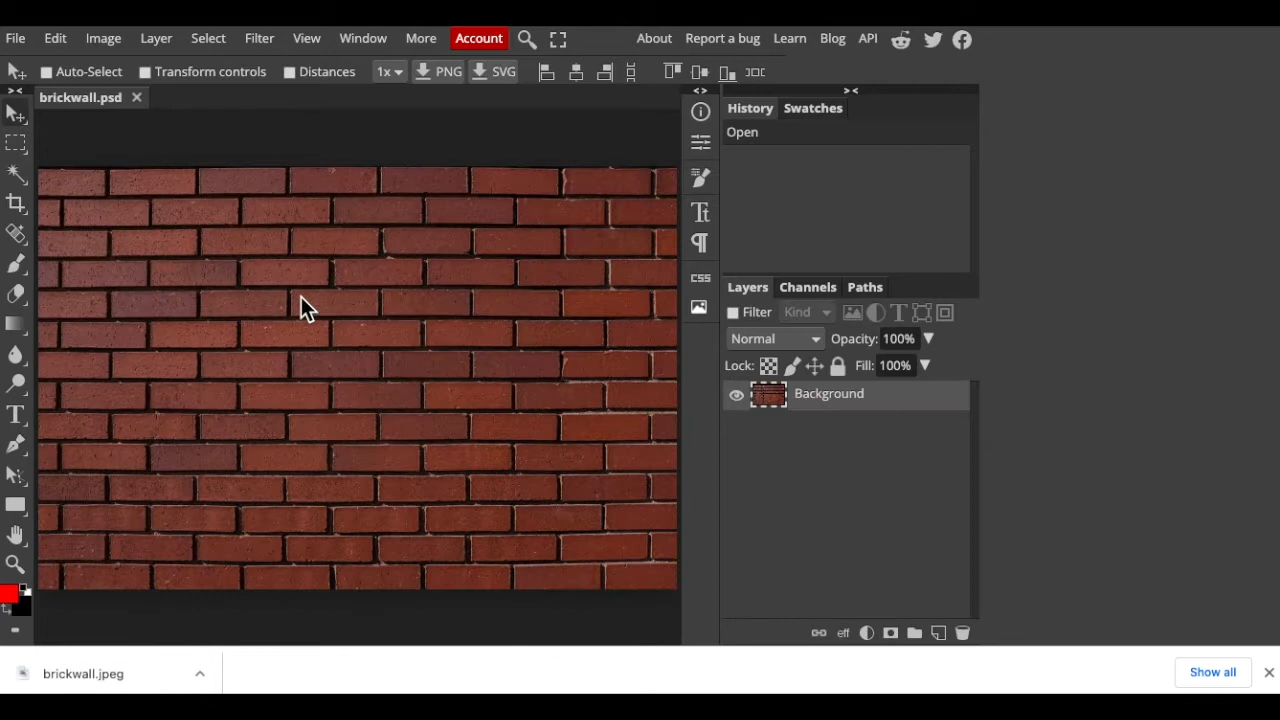 File Edit Image Layer Select Filter View Window More Account About Report a bug Learn Blog API
Auto-Select Transform controls Distances 1x PNG SVG
brickwall.psd
History Swatches
Open
Tt
css
Layers Channels Paths
Filter Kind T
Normal Opacity: 100%
Lock: Fill: 100%
Background
T
eff
brickwall.jpeg Show all